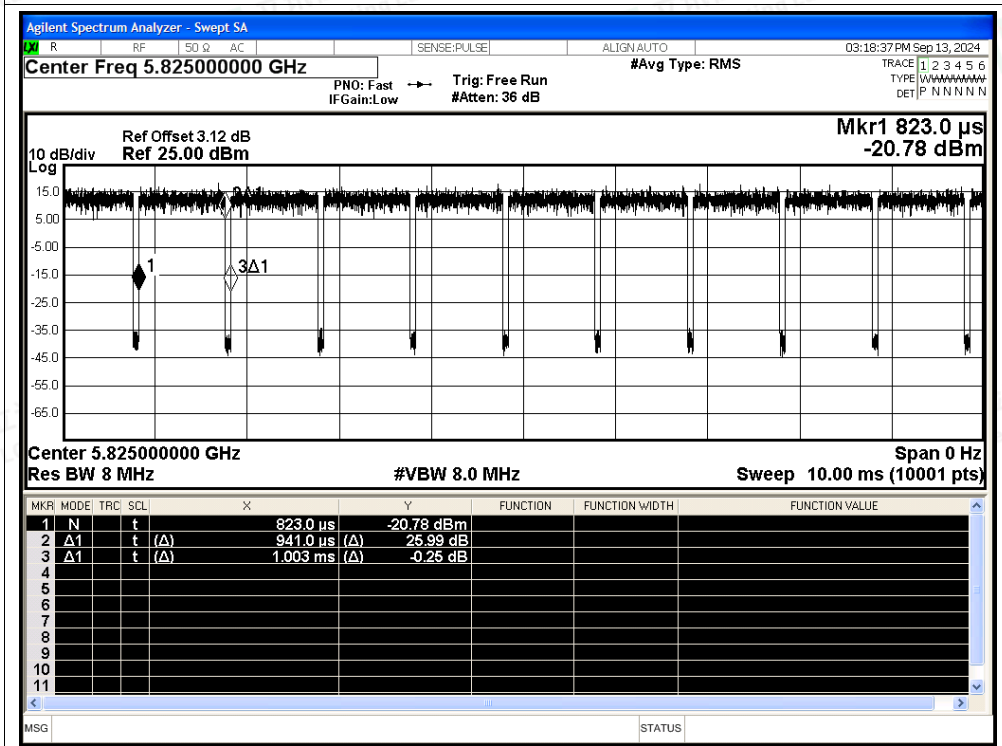 Agilent Spectrum Analyzer - Swept SA
LXI R RF 50 Ω AC SENSE:PULSE ALIGN AUTO 03:18:37 PM Sep 13, 2024
Center Freq 5.825000000 GHz #Avg Type: RMS TRACE 1 2 3 4 5 6
PNO: Fast Trig: Free Run TYPE WWWWWW
IFGain:Low #Atten: 36 dB DET P N N N N N
Mkr1 823.0 µs
Ref Offset 3.12 dB
10 dB/div Ref 25.00 dBm -20.78 dBm
Log
15.0
2Δ1
5.00
-5.00
1 3Δ1
-15.0
-25.0
-35.0
-45.0
-55.0
-65.0
Center 5.825000000 GHz Span 0 Hz
Res BW 8 MHz #VBW 8.0 MHz Sweep 10.00 ms (10001 pts)
MKR MODE TRC SCL X Y FUNCTION FUNCTION WIDTH FUNCTION VALUE
1 N t 823.0 µs -20.78 dBm
2 Δ1 t (Δ) 941.0 µs (Δ) 25.99 dB
3 Δ1 t (Δ) 1.003 ms (Δ) -0.25 dB
4
5
6
7
8
9
10
11
MSG STATUS